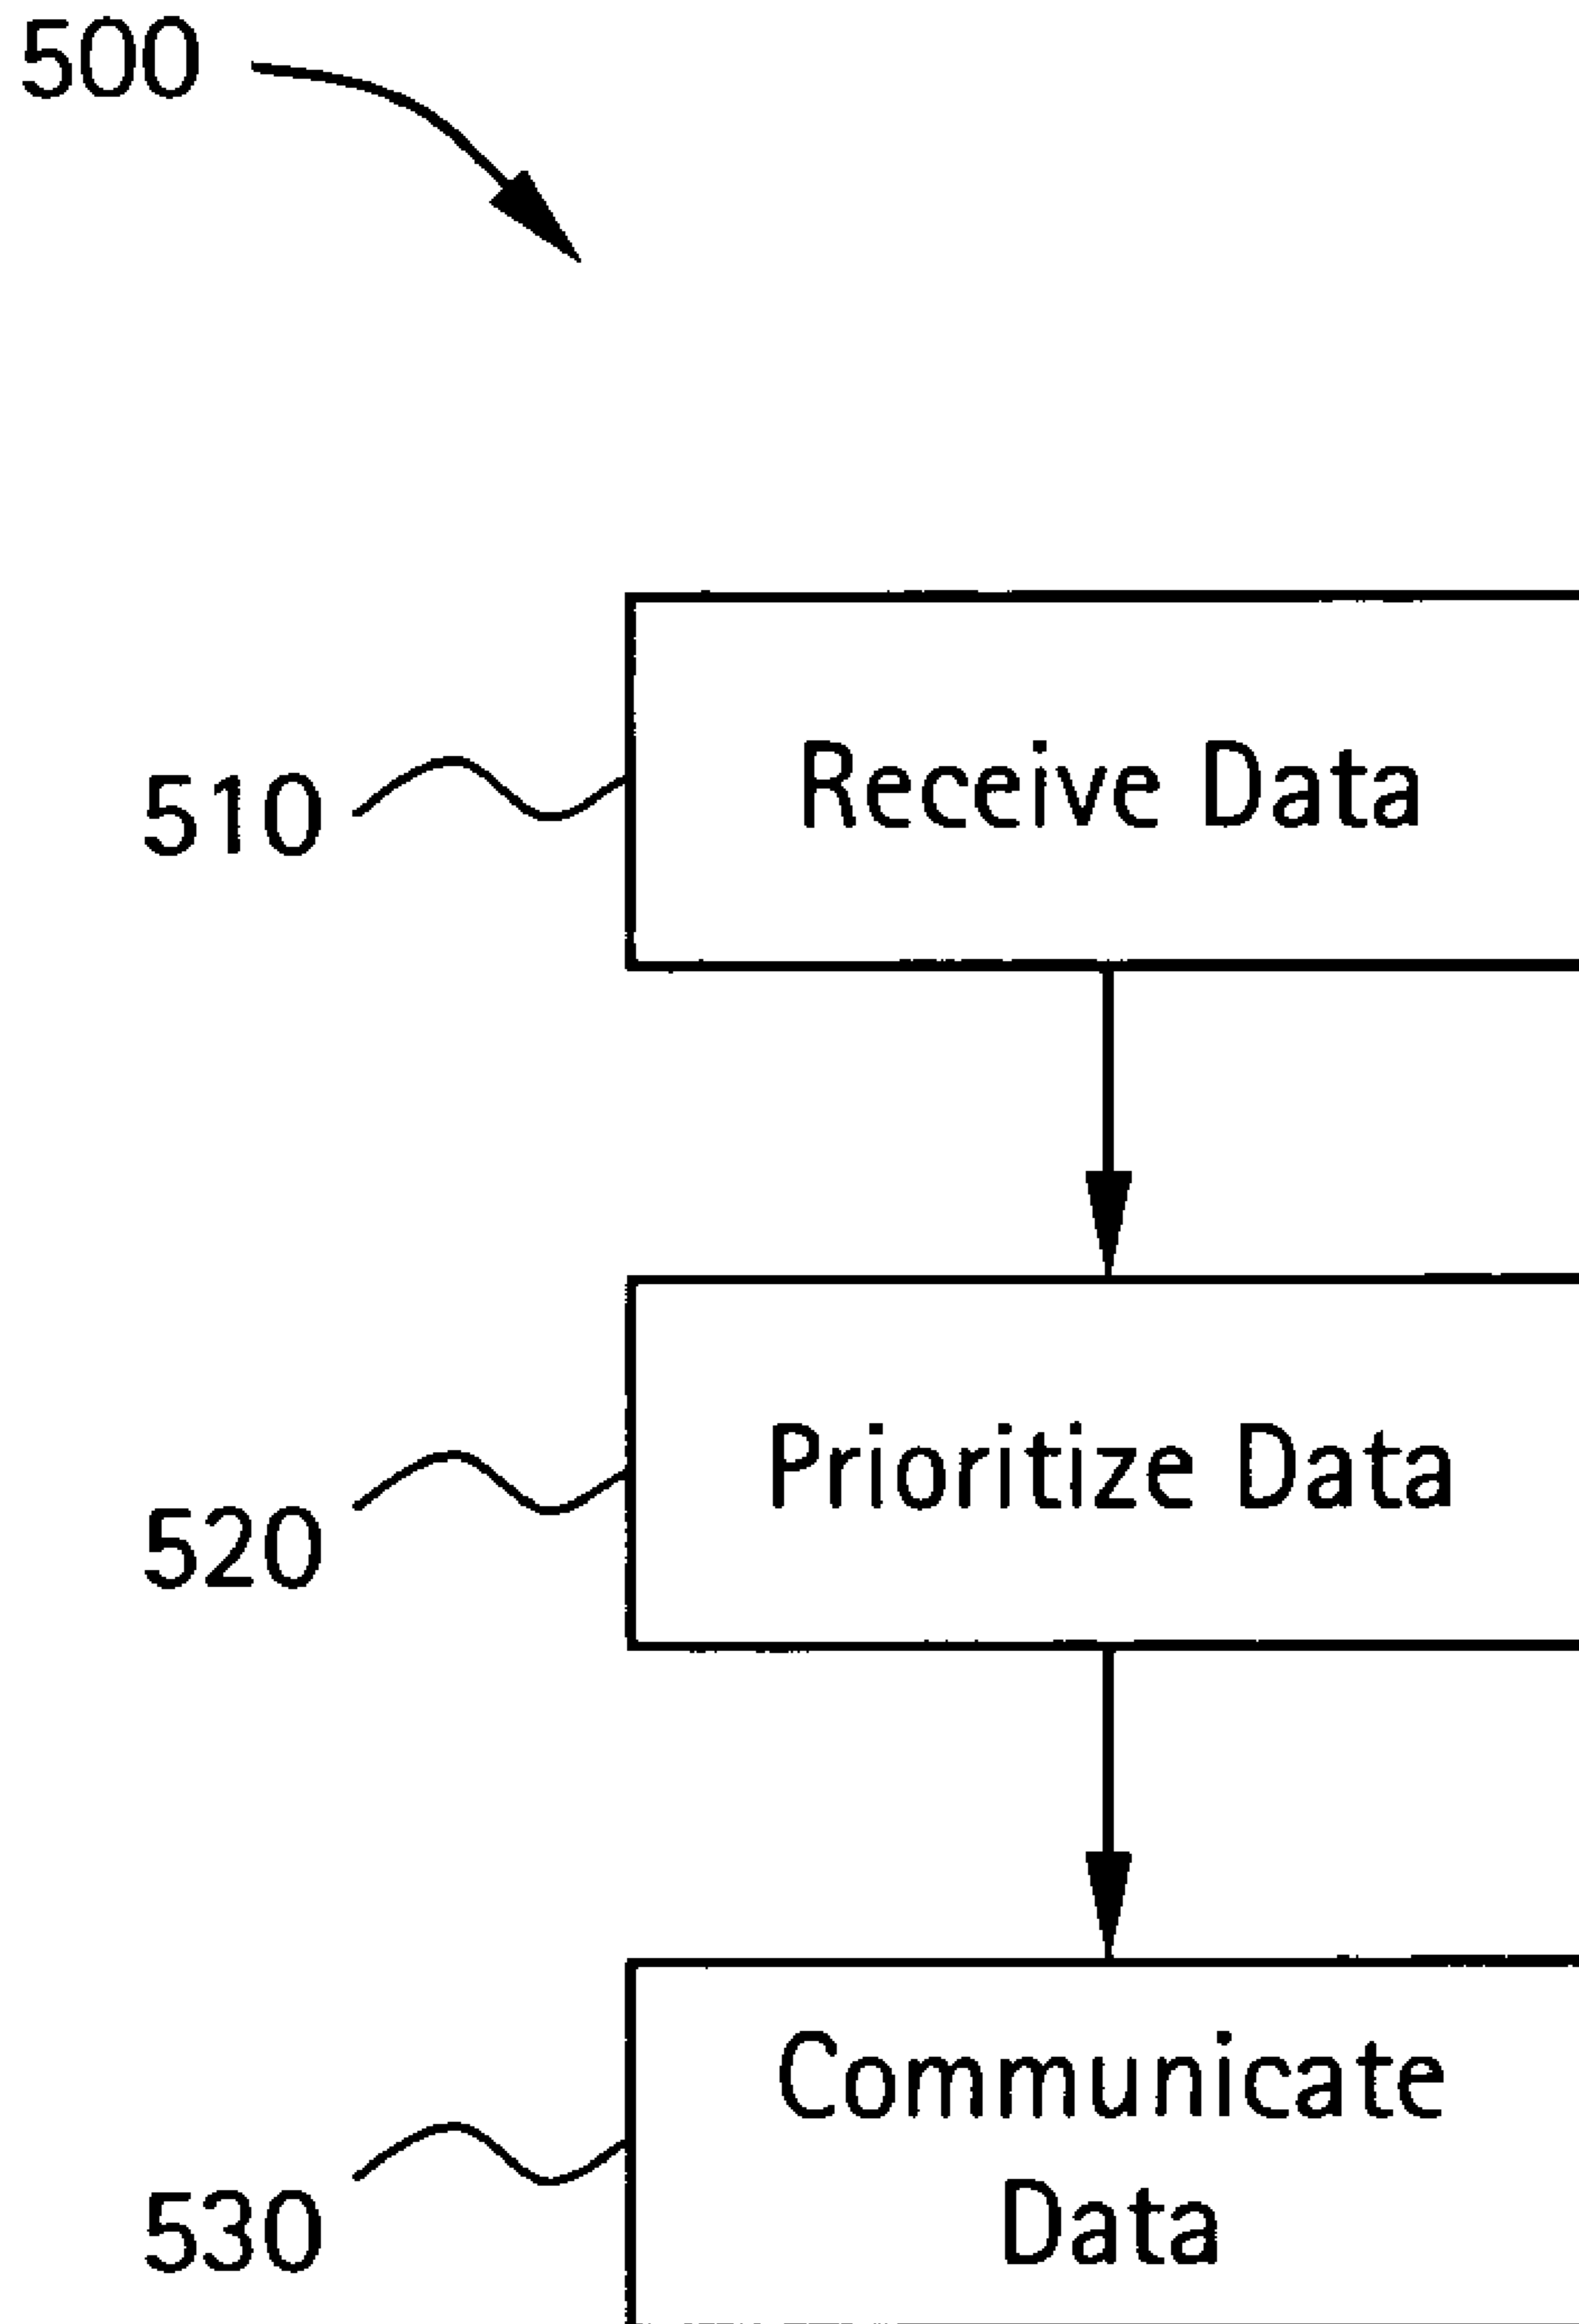 500
510
Receive Data
520
Prioritize Data
530
Communicate
Data